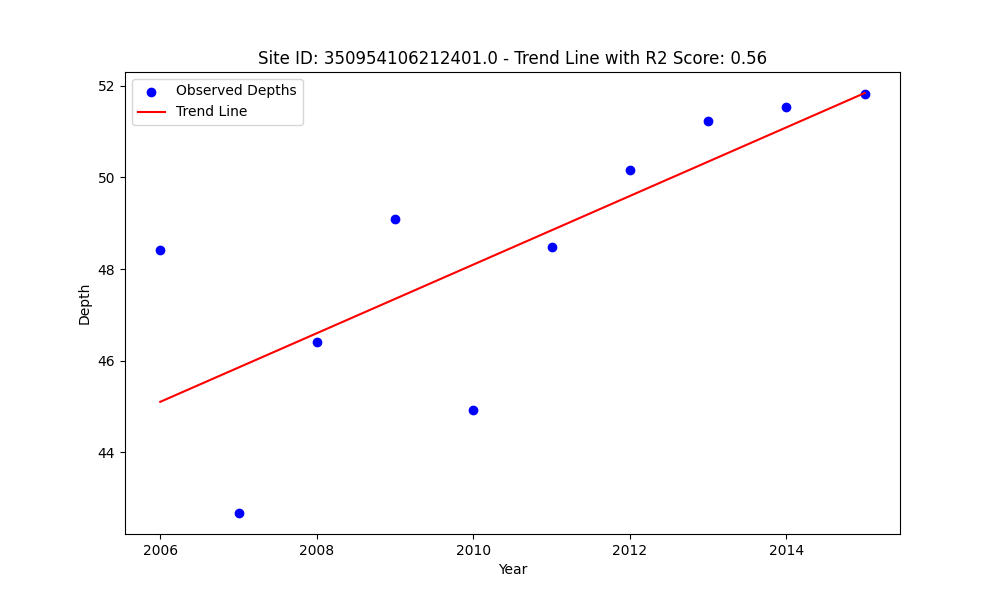 Site ID: 350954106212401.0 - Trend Line with R2 Score: 0.56
Observed Depths
Trend Line
52
50
48
46
44
Depth
2006
2008
2010
2012
2014
Year